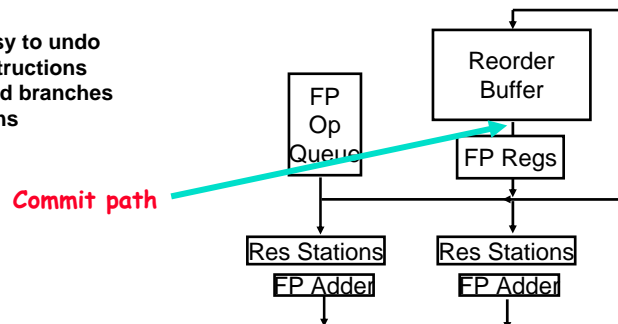 sy to undo
tructions
d branches
ns
Reorder
Buffer
FP
Op
Queue
FP Regs
Commit path
Res Stations
Res Stations
FP Adder
FP Adder